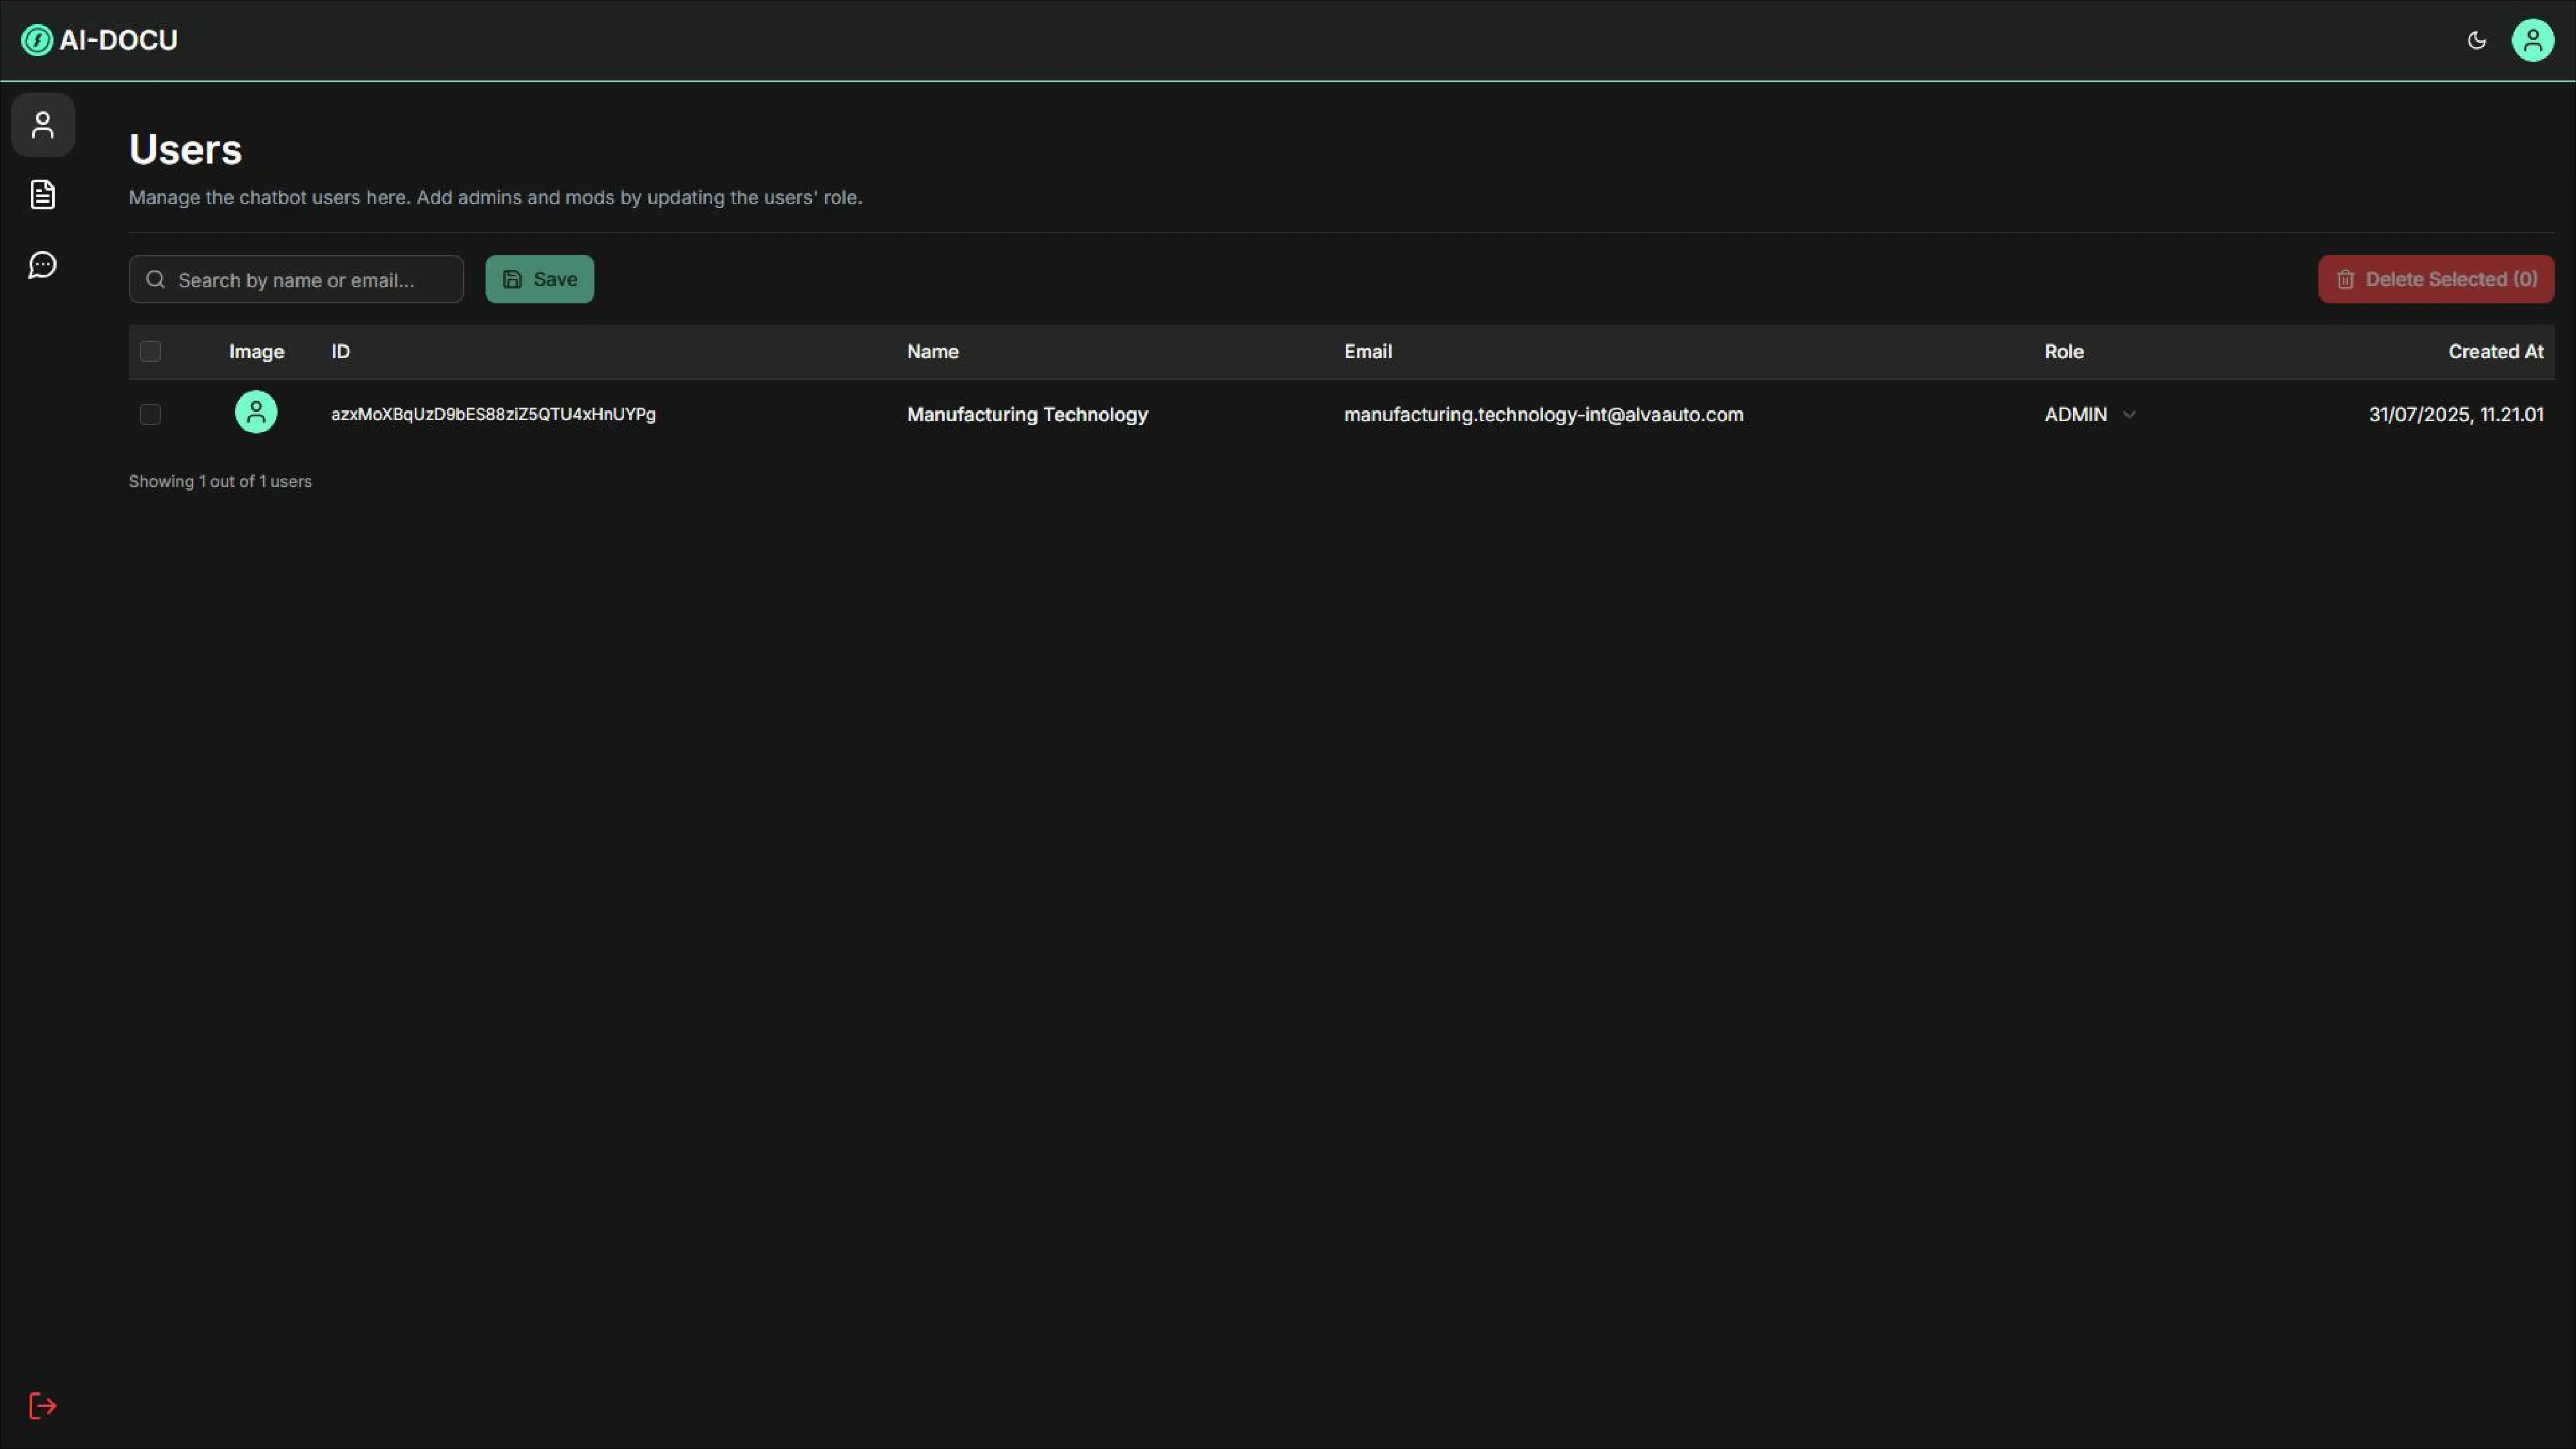 AI-DOCU
Users
Manage the chatbot users here. Add admins and mods by updating the users' role.
Search by name or email...
Save
Delete Selected (0)
Image ID Name Email Role Created At
azxMoXBqUzD9bES88ziZ5QTU4xHnUYPg Manufacturing Technology manufacturing.technology-int@alvaauto.com ADMIN 31/07/2025, 11.21.01
Showing 1 out of 1 users